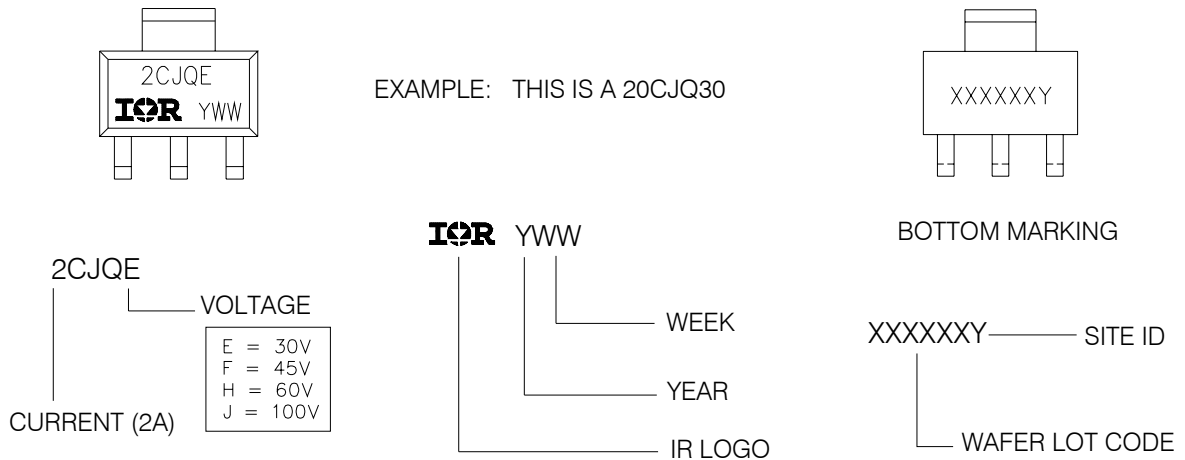 2CJQE
IOR YWW
EXAMPLE: THIS IS A 20CJQ30
XXXXXXY
BOTTOM MARKING
2CJQE
VOLTAGE
E = 30V
F = 45V
H = 60V
J = 100V
CURRENT (2A)
IOR YWW
WEEK
YEAR
IR LOGO
XXXXXXY
SITE ID
WAFER LOT CODE